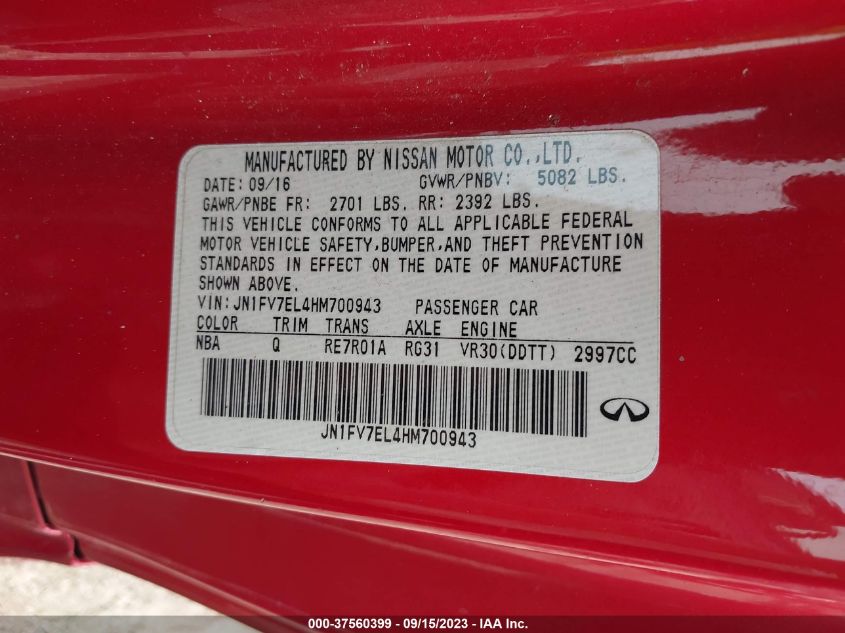 MANUFACTURED BY NISSAN MOTOR CO.,LTD.
DATE: 09/16 GVWR/PNBV: 5082 LBS.
GAWR/PNBE FR: 2701 LBS. RR: 2392 LBS.
THIS VEHICLE CONFORMS TO ALL APPLICABLE FEDERAL
MOTOR VEHICLE SAFETY,BUMPER,AND THEFT PREVENTION
STANDARDS IN EFFECT ON THE DATE OF MANUFACTURE
SHOWN ABOVE.
VIN: JN1FV7EL4HM700943 PASSENGER CAR
COLOR TRIM TRANS AXLE ENGINE
NBA Q RE7R01A RG31 VR30(DDTT) 2997CC
JN1FV7EL4HM700943
000-37560399 - 09/15/2023 - IAA Inc.